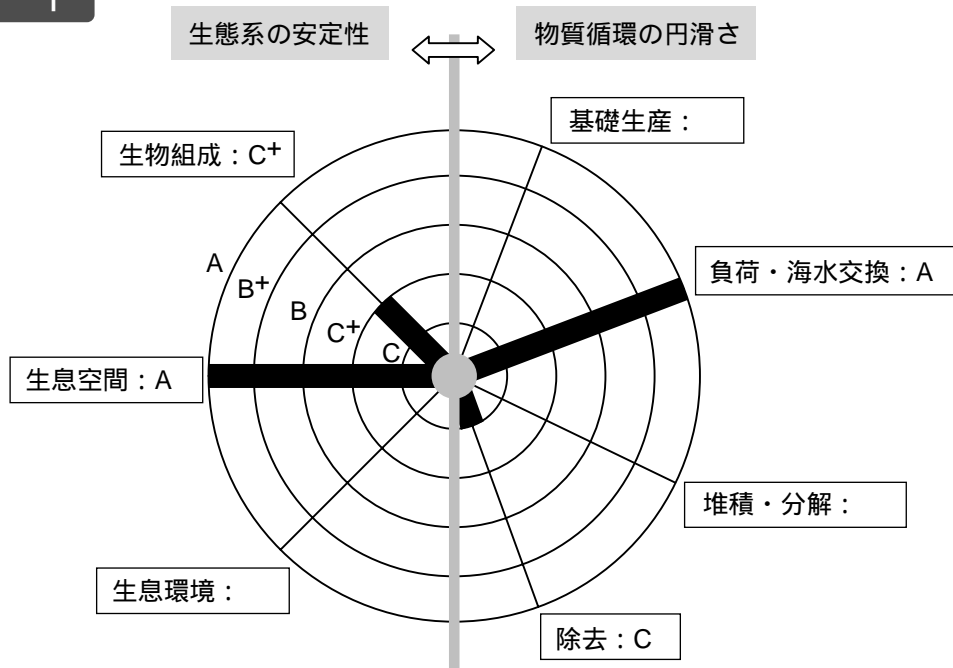 生態系の安定性
物質循環の円滑さ
基礎生産：
生物組成：C+
負荷・海水交換：A
A
B+
B
C+
C
生息空間：A
堆積・分解：
生息環境：
除去：C